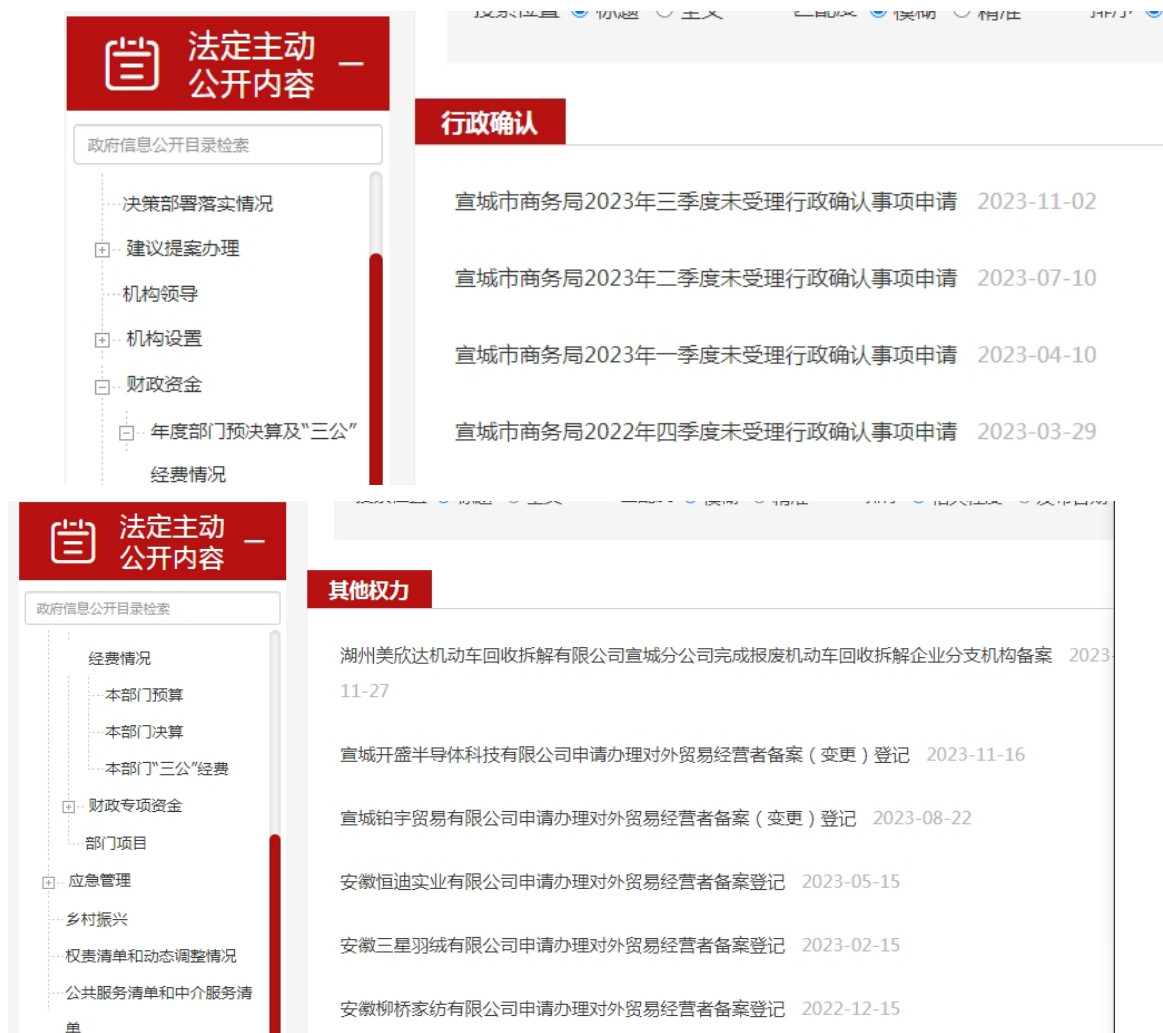 法定主动
公开内容
政府信息公开目录检索
决策部署落实情况
建议提案办理
机构领导
机构设置
财政资金
年度部门预决算及“三公”
经费情况
行政确认
宣城市商务局2023年三季度未受理行政确认事项申请 2023-11-02
宣城市商务局2023年二季度未受理行政确认事项申请 2023-07-10
宣城市商务局2023年一季度未受理行政确认事项申请 2023-04-10
宣城市商务局2022年四季度未受理行政确认事项申请 2023-03-29
法定主动
公开内容
政府信息公开目录检索
经费情况
本部门预算
本部门决算
本部门“三公”经费
财政专项资金
部门项目
应急管理
乡村振兴
权责清单和动态调整情况
公共服务清单和中介服务清
单
其他权力
湖州美欣达机动车回收拆解有限公司宣城分公司完成报废机动车回收拆解企业分支机构备案 2023-
11-27
宣城开盛半导体科技有限公司申请办理对外贸易经营者备案（变更）登记 2023-11-16
宣城铂宇贸易有限公司申请办理对外贸易经营者备案（变更）登记 2023-08-22
安徽恒迪实业有限公司申请办理对外贸易经营者备案登记 2023-05-15
安徽三星羽绒有限公司申请办理对外贸易经营者备案登记 2023-02-15
安徽柳桥家纺有限公司申请办理对外贸易经营者备案登记 2022-12-15